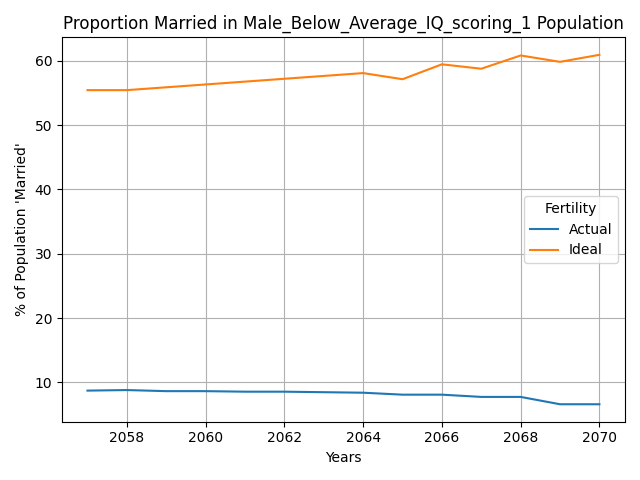 Proportion Married in Male_Below_Average_IQ_scoring_1 Population
% of Population 'Married'
60
50
40
30
20
10
Fertility
Actual
Ideal
2058 2060 2062 2064 2066 2068 2070
Years